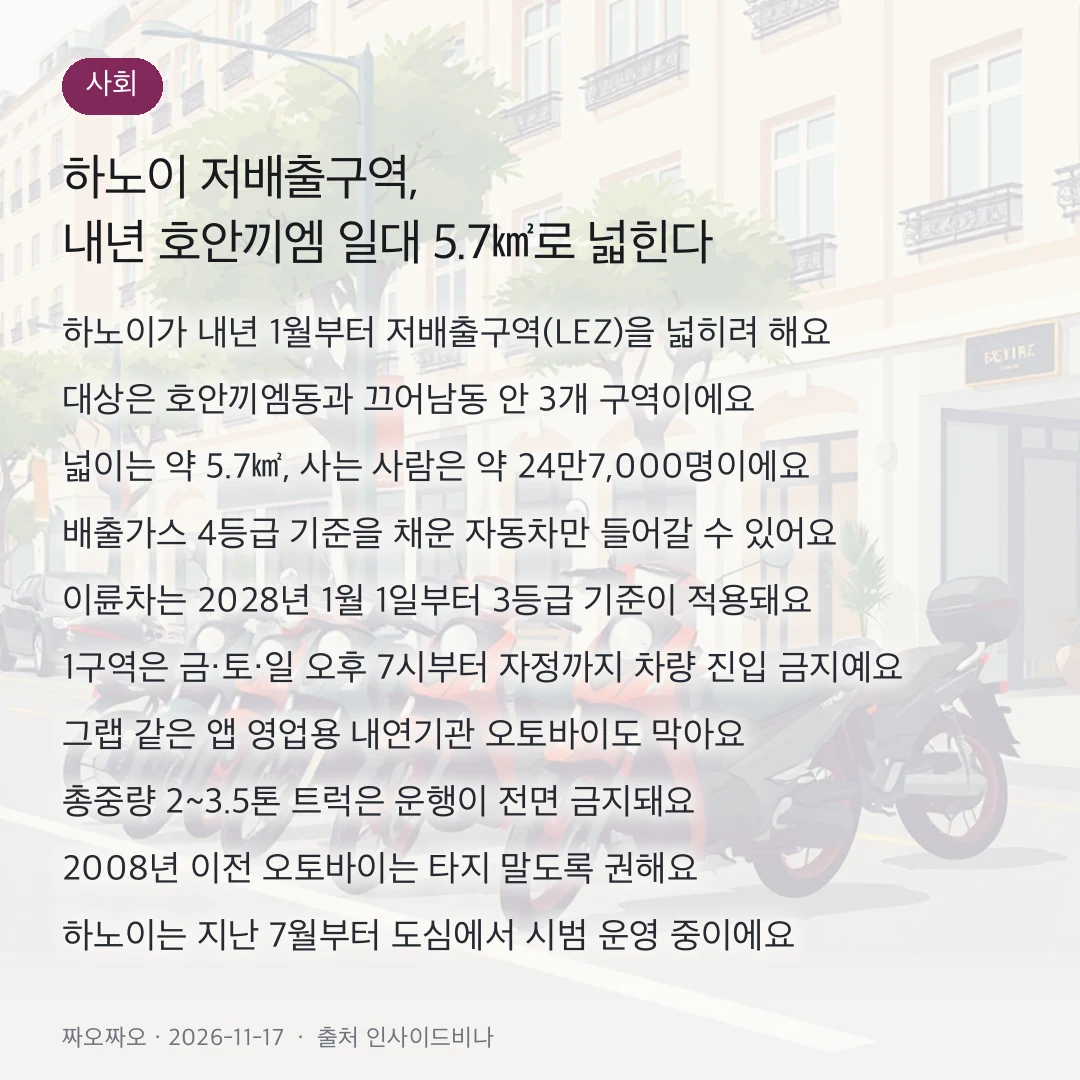 사회
하노이 저배출구역,
내년 호안끼엠 일대 5.7㎢로 넓힌다
하노이가 내년 1월부터 저배출구역(LEZ)을 넓히려 해요
대상은 호안끼엠동과 끄어남동 안 3개 구역이에요
넓이는 약 5.7㎢, 사는 사람은 약 24만7,000명이에요
배출가스 4등급 기준을 채운 자동차만 들어갈 수 있어요
이륜차는 2028년 1월 1일부터 3등급 기준이 적용돼요
1구역은 금·토·일 오후 7시부터 자정까지 차량 진입 금지예요
그랩 같은 앱 영업용 내연기관 오토바이도 막아요
총중량 2~3.5톤 트럭은 운행이 전면 금지돼요
2008년 이전 오토바이는 타지 말도록 권해요
하노이는 지난 7월부터 도심에서 시범 운영 중이에요
짜오짜오 · 2026-11-17 · 출처 인사이드비나